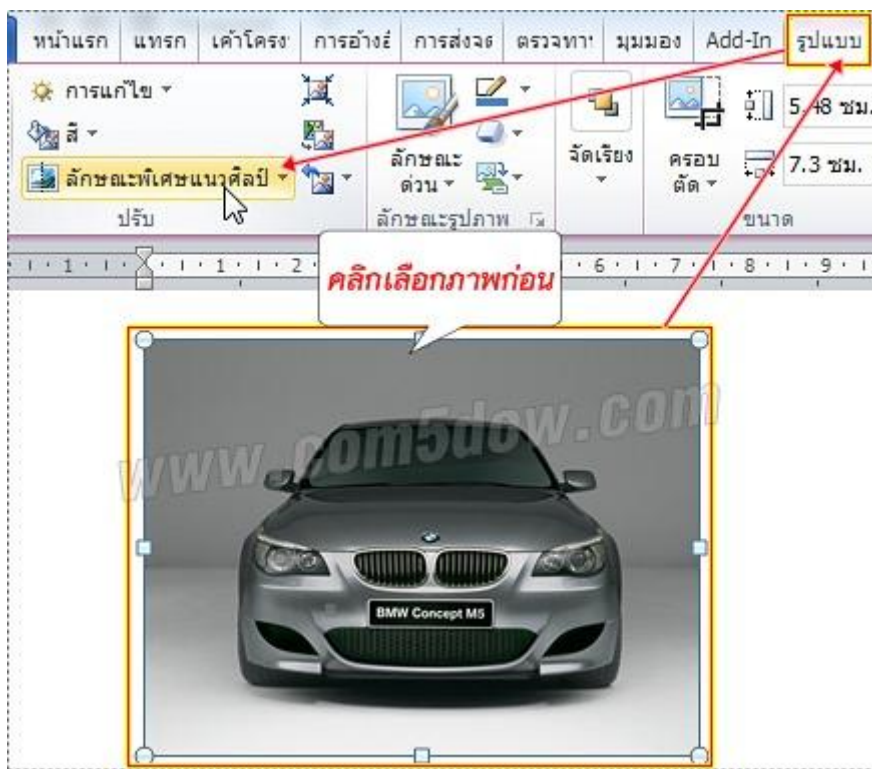 หน้าแรก แทรก เค้าโครง การอ้างอิ การส่งจด ตรวจทาน มุมมอง Add-In รูปแบบ
การแก้ไข
สี
ลักษณะพิเศษแนวศิลป์
ปรับ
ลักษณะ
ด่วน
ลักษณะรูปภาพ
จัดเรียง
ครอบ
ตัด
5.48 ซม.
7.3 ซม.
ขนาด
1 1 2 6 7 8 9
คลิกเลือกภาพก่อน
www.com5dow.com
BMW Concept M5